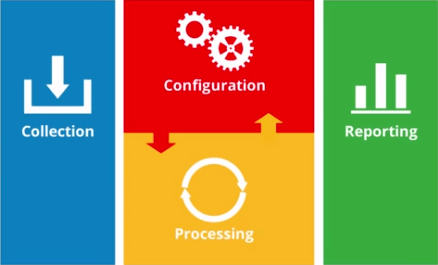 Collection
Configuration
Processing
Reporting